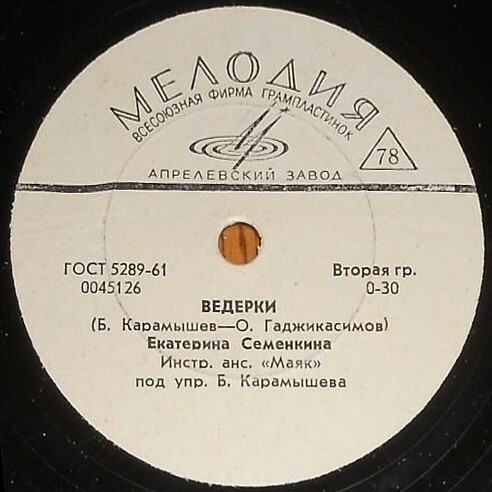 МЕЛОДИЯ
ВСЕСОЮЗНАЯ ФИРМА ГРАМПЛАСТИНОК
78
АПРЕЛЕВСКИЙ ЗАВОД
ГОСТ 5289-61 Вторая гр.
0045126 0-30
ВЕДЕРКИ
(Б. Карамышев—О. Гаджикасимов)
Екатерина Семенкина
Инстр. анс. «Маяк»
под упр. Б. Карамышева